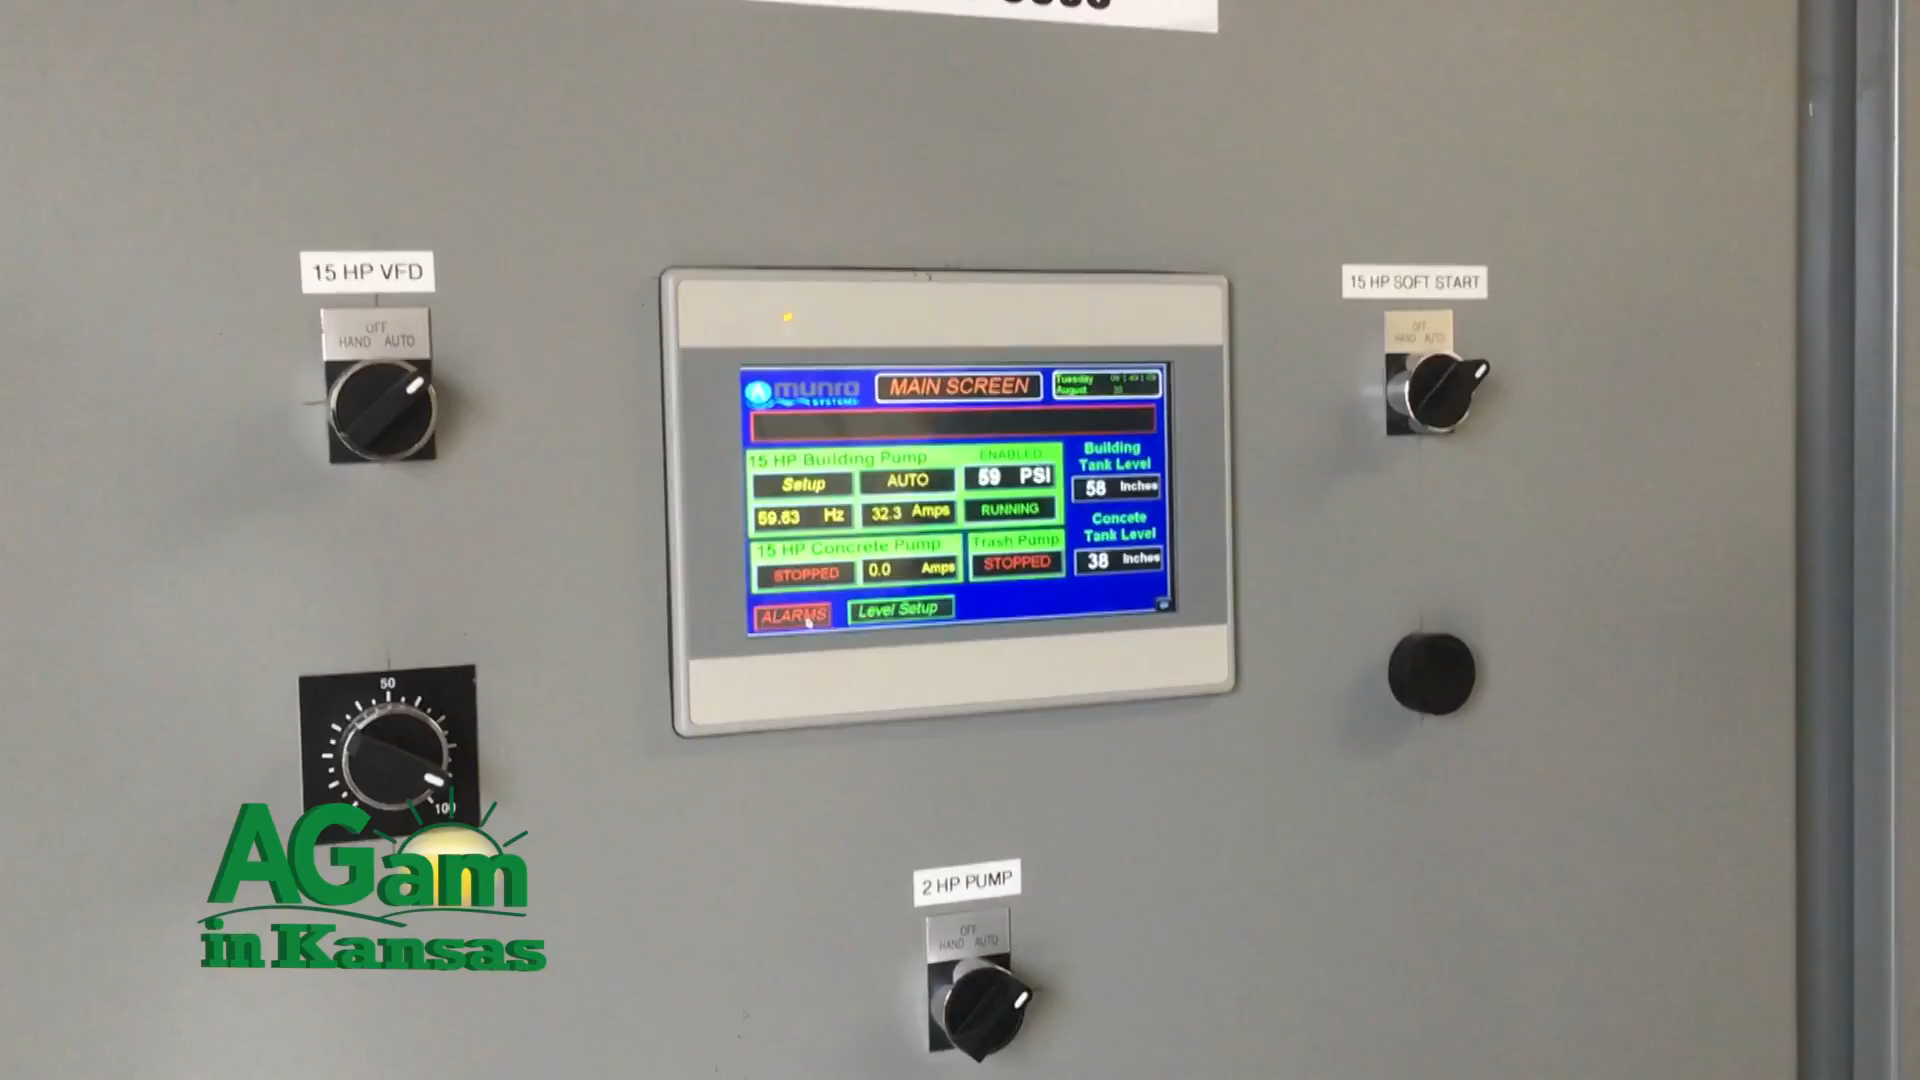 15 HP VFD
OFF
HAND AUTO
50
100
munro
SYSTEMS
MAIN SCREEN
Tuesday
August 30
15 HP Building Pump
ENABLED
Setup
AUTO
59 PSI
59.63 Hz
32.3 Amps
RUNNING
15 HP Concrete Pump
Trash Pump
STOPPED
0.0 Amps
STOPPED
ALARMS
Level Setup
Building
Tank Level
58 Inches
Concete
Tank Level
38 Inches
15 HP SOFT START
OFF
HAND AUTO
2 HP PUMP
OFF
HAND AUTO
AGam
in Kansas